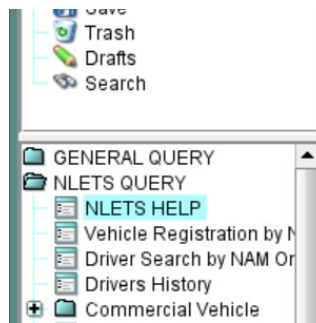 Save
Trash
Drafts
Search
GENERAL QUERY
NLETS QUERY
NLETS HELP
Vehicle Registration by N
Driver Search by NAM Or
Drivers History
Commercial Vehicle